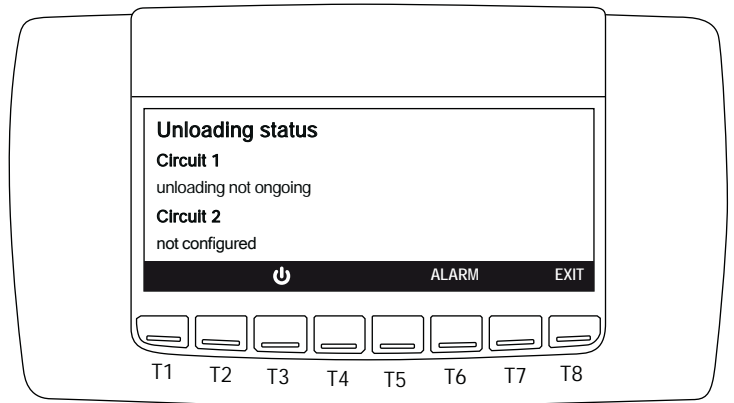 Unloading status
Circuit 1
unloading not ongoing
Circuit 2
not configured
ALARM EXIT
T1 T2 T3 T4 T5 T6 T7 T8